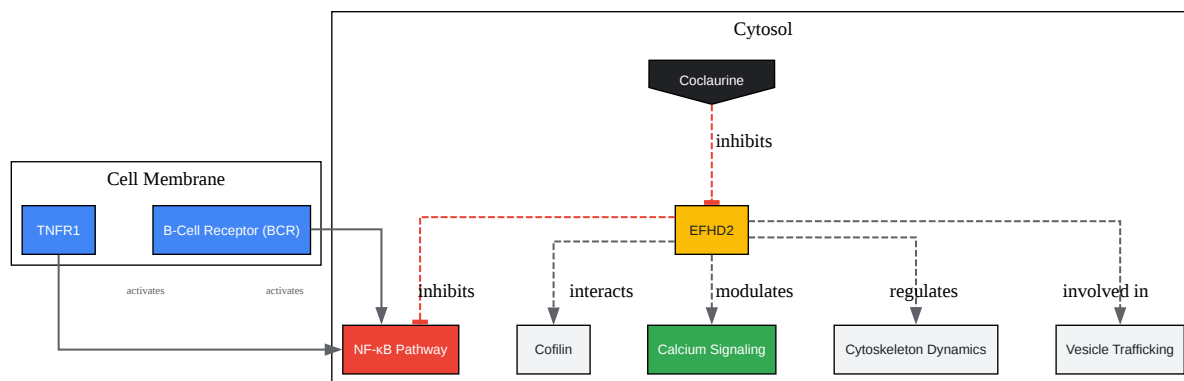 Cytosol
Coclaurine
inhibits
Cell Membrane
TNFR1
B-Cell Receptor (BCR)
EFHD2
activates
activates
inhibits
interacts
modulates
regulates
involved in
NF-κB Pathway
Cofilin
Calcium Signaling
Cytoskeleton Dynamics
Vesicle Trafficking